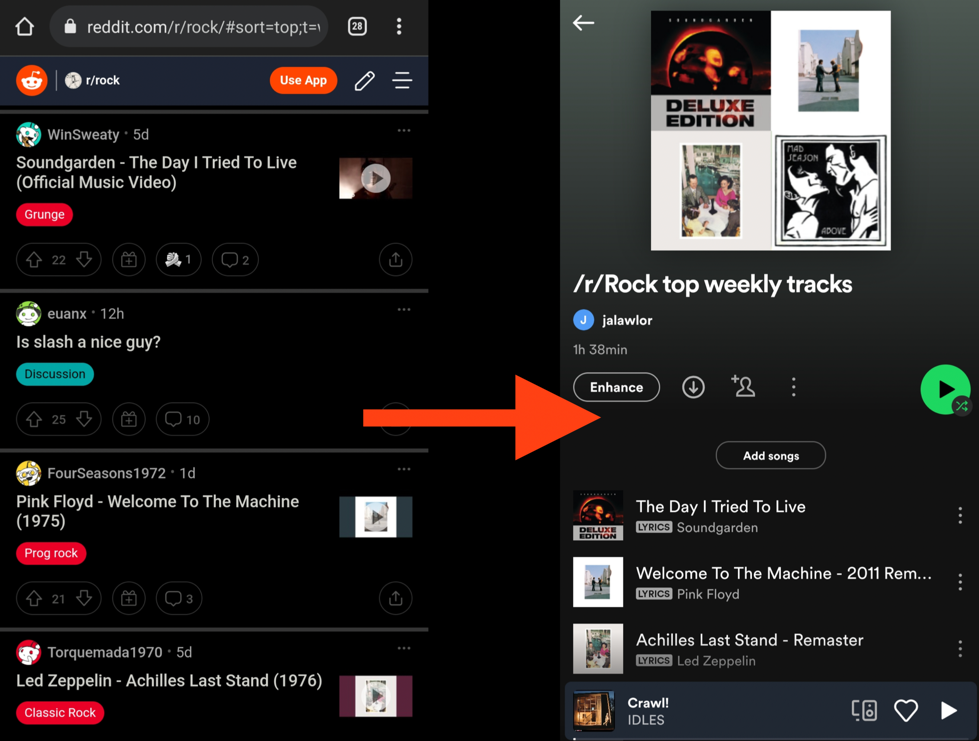 reddit.com/r/rock/#sort=top;t=
28
r/rock
Use App
WinSweaty · 5d
Soundgarden - The Day I Tried To Live
(Official Music Video)
Grunge
22
1
2
euanx · 12h
Is slash a nice guy?
Discussion
25
10
FourSeasons1972 · 1d
Pink Floyd - Welcome To The Machine
(1975)
Prog rock
21
3
Torquemada1970 · 5d
Led Zeppelin - Achilles Last Stand (1976)
Classic Rock
SOUNDGARDEN
DELUXE
EDITION
MAD
SEASON
ABOVE
/r/Rock top weekly tracks
J jalawlor
1h 38min
Enhance
Add songs
DELUXE
EDITION
The Day I Tried To Live
LYRICS Soundgarden
Welcome To The Machine - 2011 Rem...
LYRICS Pink Floyd
Achilles Last Stand - Remaster
LYRICS Led Zeppelin
Crawl!
IDLES